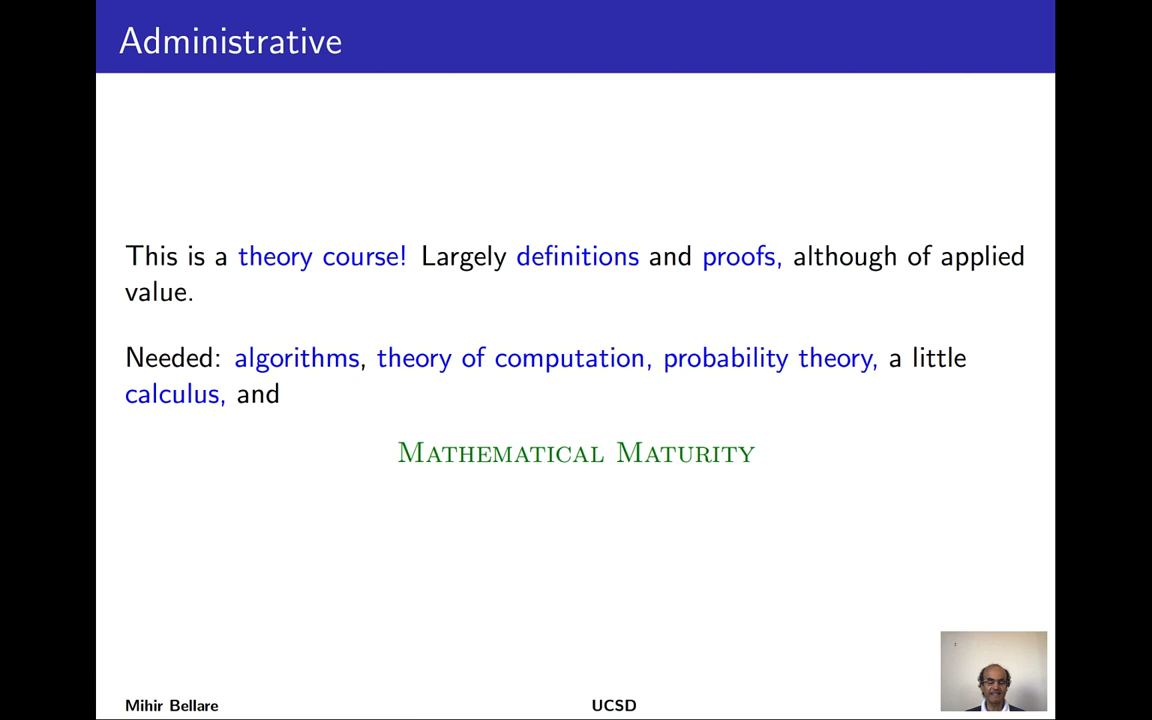 Administrative
This is a theory course! Largely definitions and proofs, although of applied
value.
Needed: algorithms, theory of computation, probability theory, a little
calculus, and
Mathematical Maturity
Mihir Bellare UCSD